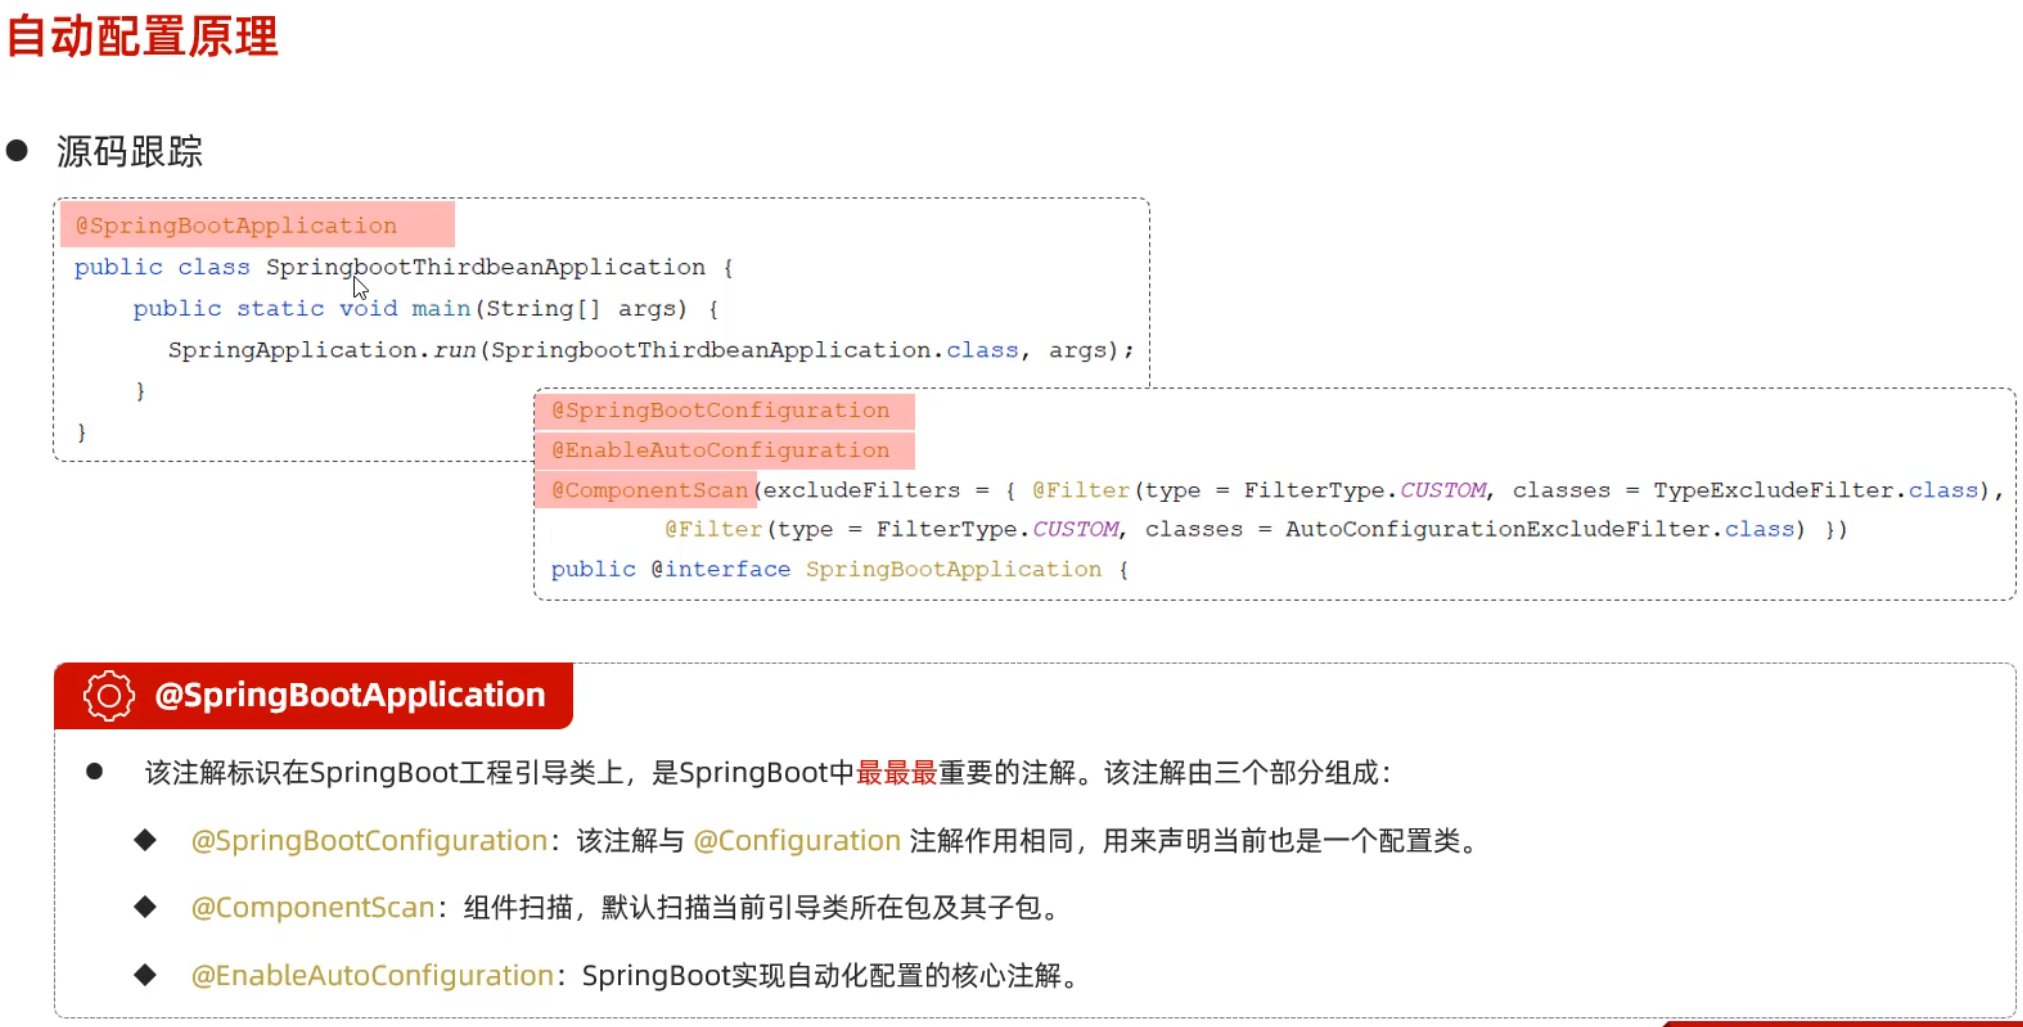 自动配置原理
源码跟踪
@SpringBootApplication
public class SpringbootThirdbeanApplication {
public static void main(String[] args) {
SpringApplication.run(SpringbootThirdbeanApplication.class, args);
}
}
@SpringBootConfiguration
@EnableAutoConfiguration
@ComponentScan(excludeFilters = { @Filter(type = FilterType.CUSTOM, classes = TypeExcludeFilter.class),
@Filter(type = FilterType.CUSTOM, classes = AutoConfigurationExcludeFilter.class) })
public @interface SpringBootApplication {
@SpringBootApplication
该注解标识在SpringBoot工程引导类上，是SpringBoot中最最最重要的注解。该注解由三个部分组成：
@SpringBootConfiguration：该注解与 @Configuration 注解作用相同，用来声明当前也是一个配置类。
@ComponentScan：组件扫描，默认扫描当前引导类所在包及其子包。
@EnableAutoConfiguration：SpringBoot实现自动化配置的核心注解。